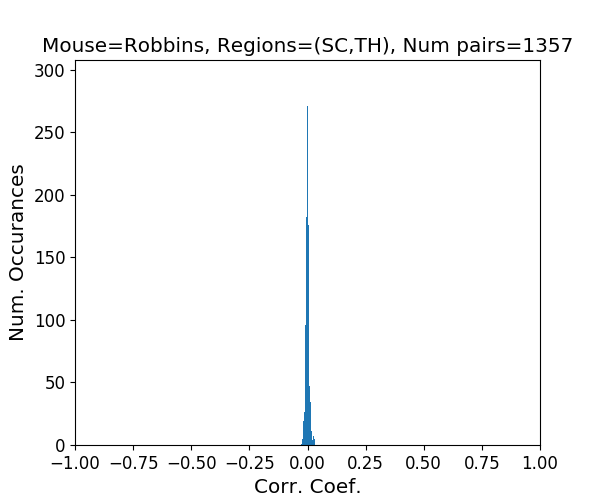 Mouse=Robbins, Regions=(SC,TH), Num pairs=1357
300
250
200
150
100
50
0
Num. Occurances
−1.00 −0.75 −0.50 −0.25 0.00 0.25 0.50 0.75 1.00
Corr. Coef.